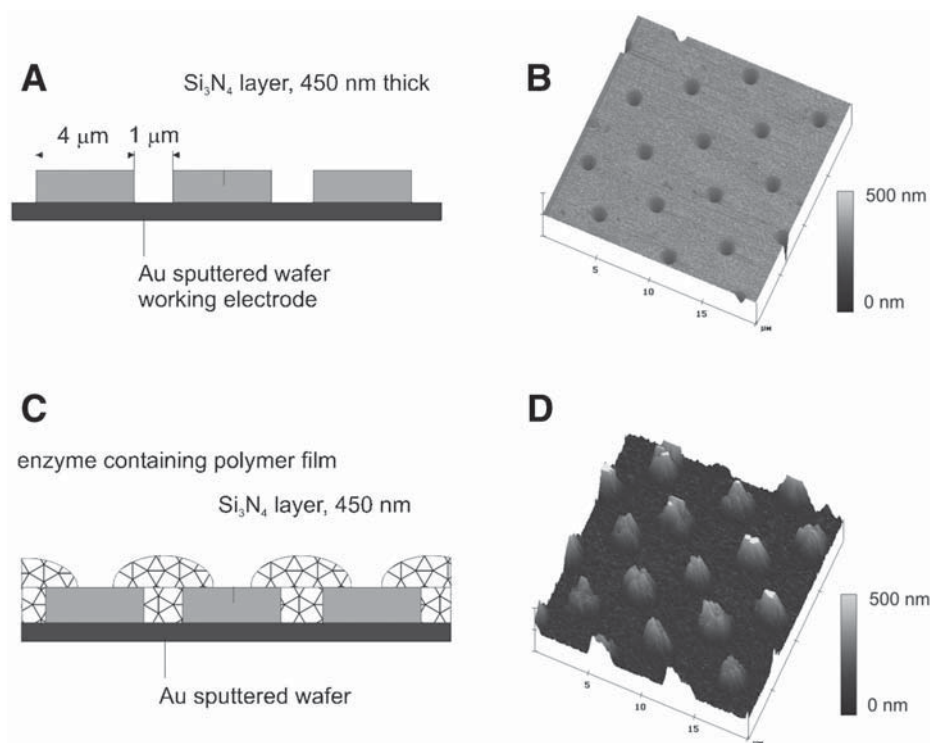 A
Si₃N₄ layer, 450 nm thick
4 μm
1 μm
Au sputtered wafer
working electrode
B
500 nm
0 nm
5
10
15
μм
C
enzyme containing polymer film
Si₃N₄ layer, 450 nm
Au sputtered wafer
D
500 nm
0 nm
5
10
15